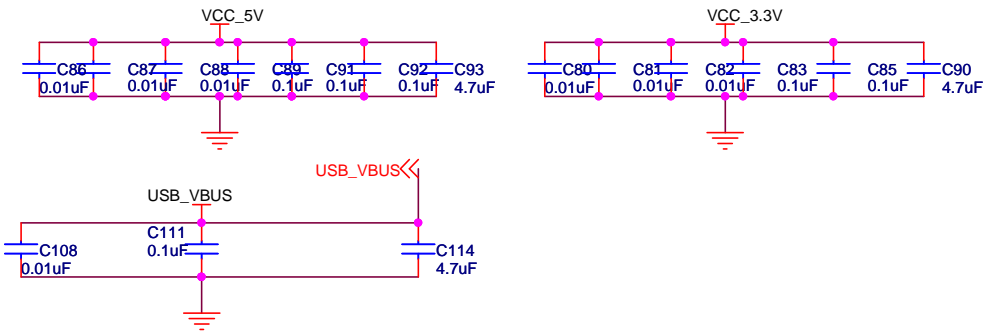 VCC_5V
VCC_3.3V
C86 C87 C88 C89 C91 C92 C93
0.01uF 0.01uF 0.01uF 0.1uF 0.1uF 0.1uF 4.7uF
C80 C81 C82 C83 C85 C90
0.01uF 0.01uF 0.01uF 0.1uF 0.1uF 4.7uF
USB_VBUS
USB_VBUS
C111
0.1uF
C108
0.01uF
C114
4.7uF